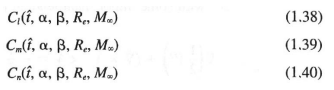 C_l(t̂, α, β, R_e, M_∞) (1.38)
C_m(t̂, α, β, R_e, M_∞) (1.39)
C_n(t̂, α, β, R_e, M_∞) (1.40)